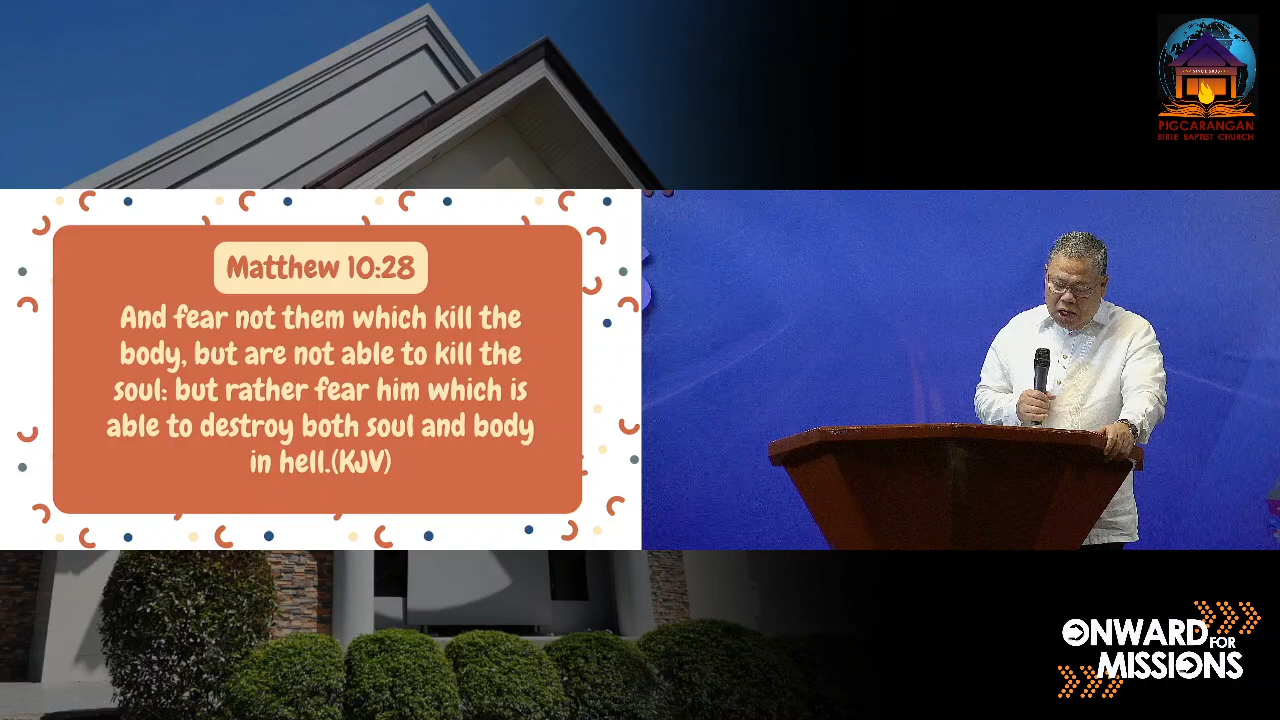 Matthew 10:28
And fear not them which kill the
body, but are not able to kill the
soul: but rather fear him which is
able to destroy both soul and body
in hell.(KJV)
PIGCARANGAN
BIBLE BAPTIST CHURCH
ONWARD
FOR
MISSIONS